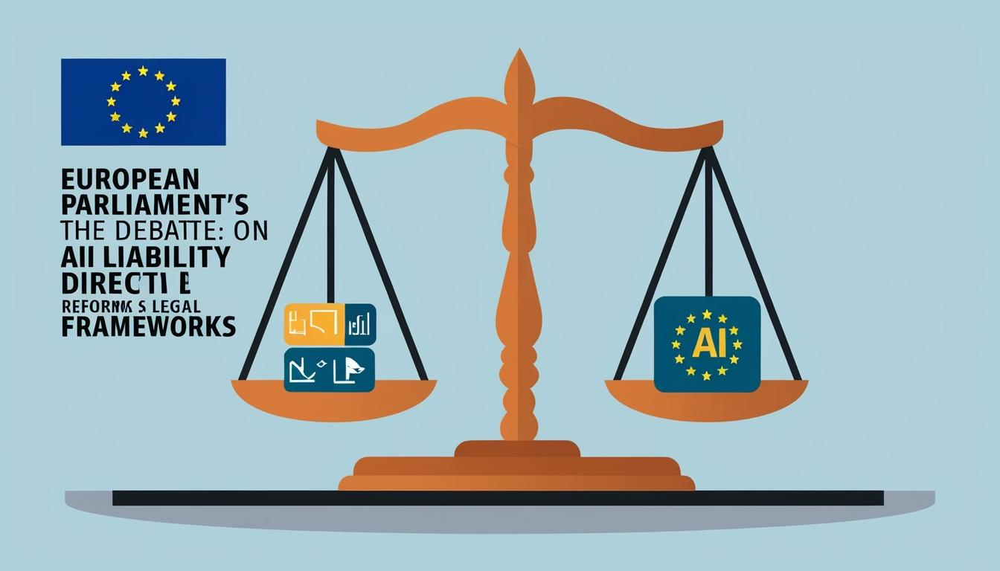 EUROPEAN
PARLIAMENT'S
THE DEBATTE: ON
AII LIABILITY
DIRECTI
LEGAL
FRAMEWORKS
AI